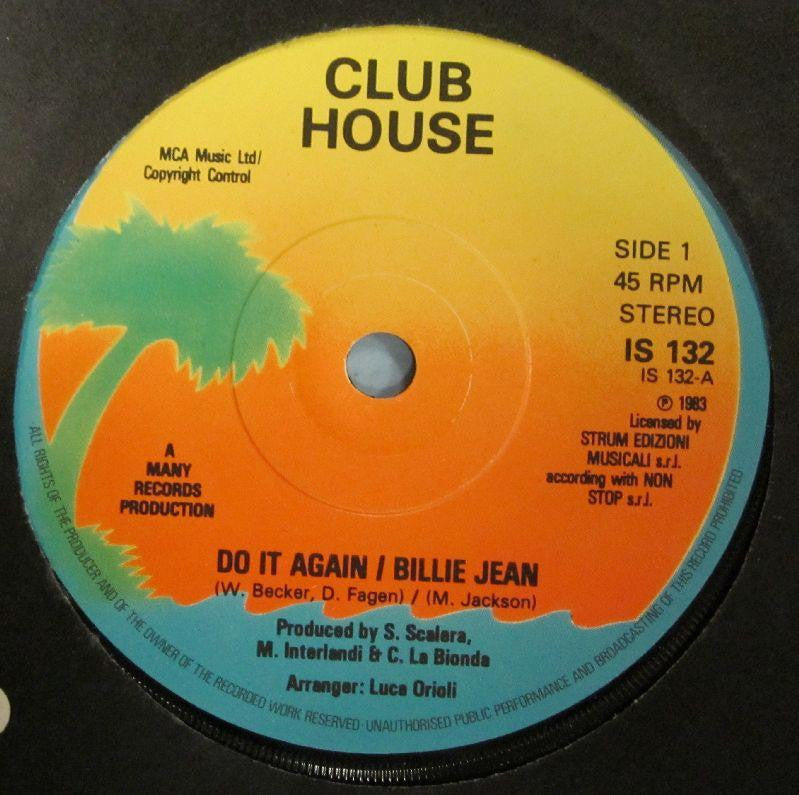 CLUB
HOUSE
MCA Music Ltd/
Copyright Control
SIDE 1
45 RPM
STEREO
IS 132
IS 132-A
℗ 1983
Licensed by
STRUM EDIZIONI
MUSICALI s.r.l.
according with NON
STOP s.r.l.
A
MANY
RECORDS
PRODUCTION
DO IT AGAIN / BILLIE JEAN
(W. Becker, D. Fagen) / (M. Jackson)
Produced by S. Scalera,
M. Interlandi & C. La Bionda
Arranger: Luca Orioli
ALL RIGHTS OF THE PRODUCER AND OF THE OWNER OF THE RECORDED WORK RESERVED · UNAUTHORISED PUBLIC PERFORMANCE AND BROADCASTING OF THIS RECORD PROHIBITED